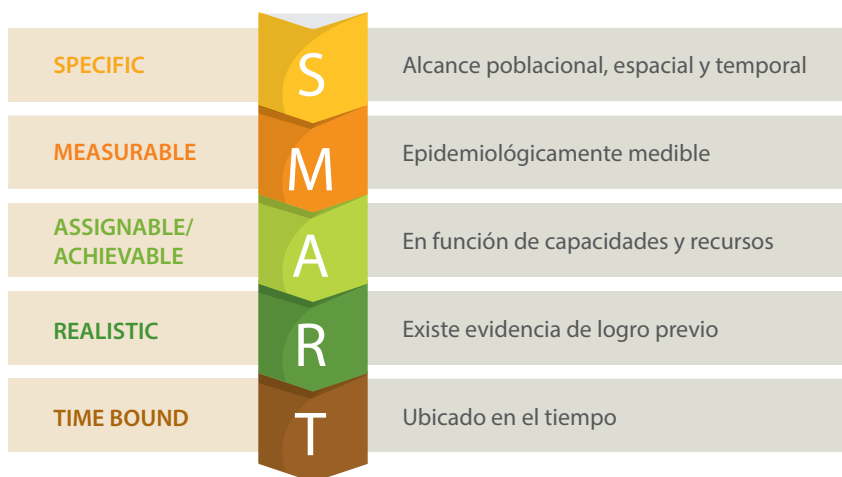 SPECIFIC
S
Alcance poblacional, espacial y temporal
MEASURABLE
M
Epidemiológicamente medible
ASSIGNABLE/
ACHIEVABLE
A
En función de capacidades y recursos
REALISTIC
R
Existe evidencia de logro previo
TIME BOUND
T
Ubicado en el tiempo